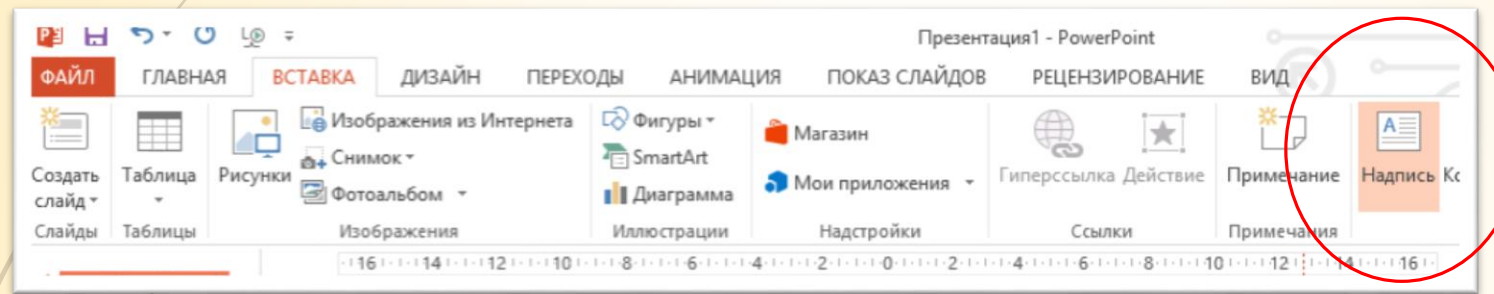 Презентация1 - PowerPoint
ФАЙЛ ГЛАВНАЯ ВСТАВКА ДИЗАЙН ПЕРЕХОДЫ АНИМАЦИЯ ПОКАЗ СЛАЙДОВ РЕЦЕНЗИРОВАНИЕ ВИД
Создать слайд
Таблица
Рисунки
Изображения из Интернета
Снимок
Фотоальбом
Фигуры
SmartArt
Диаграмма
Магазин
Мои приложения
Гиперссылка
Действие
Примечание
Надпись
Ко
Слайды Таблицы Изображения Иллюстрации Надстройки Ссылки Примечания
16 14 12 10 8 6 4 2 0 2 4 6 8 10 12 14 16